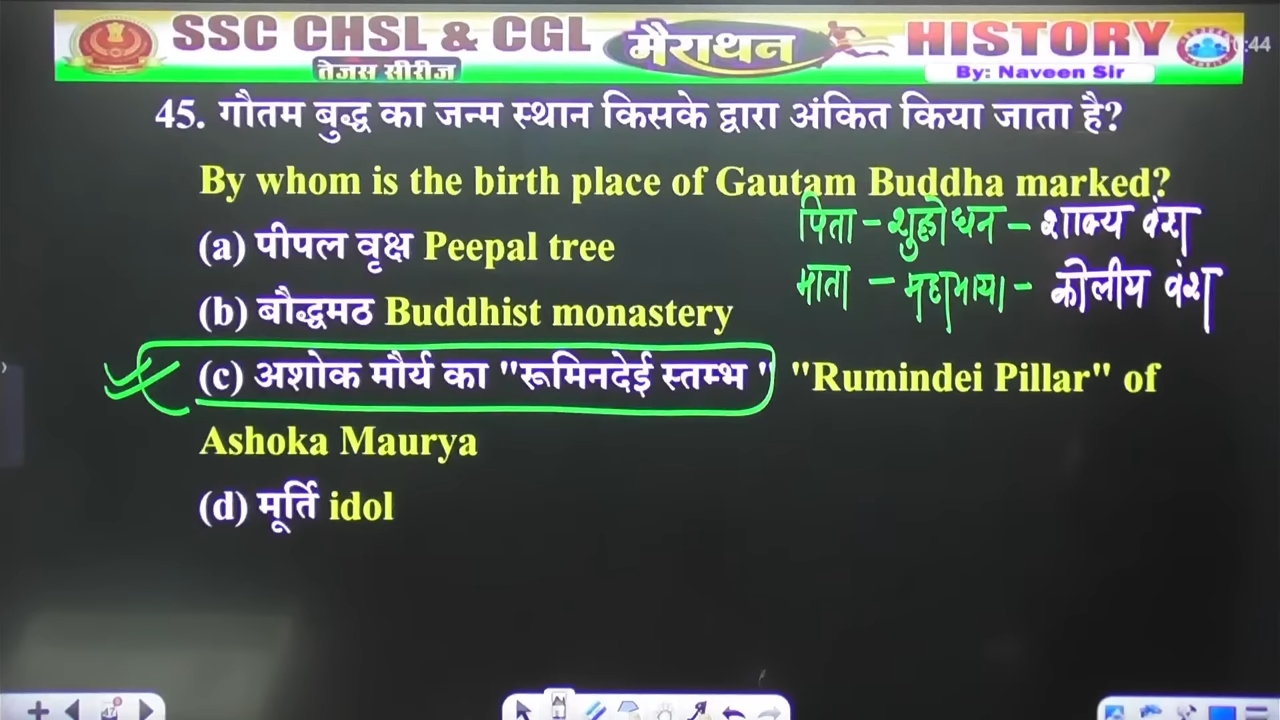 SSC CHSL & CGL
तेजस सीरीज
मैराथन
HISTORY
By: Naveen Sir
:44
45. गौतम बुद्ध का जन्म स्थान किसके द्वारा अंकित किया जाता है?
By whom is the birth place of Gautam Buddha marked?
पिता - शुद्धोधन - शाक्य वंश
माता - महामाया - कोलीय वंश
(a) पीपल वृक्ष Peepal tree
(b) बौद्धमठ Buddhist monastery
(c) अशोक मौर्य का "रूमिनदेई स्तम्भ " "Rumindei Pillar" of
Ashoka Maurya
(d) मूर्ति idol
47